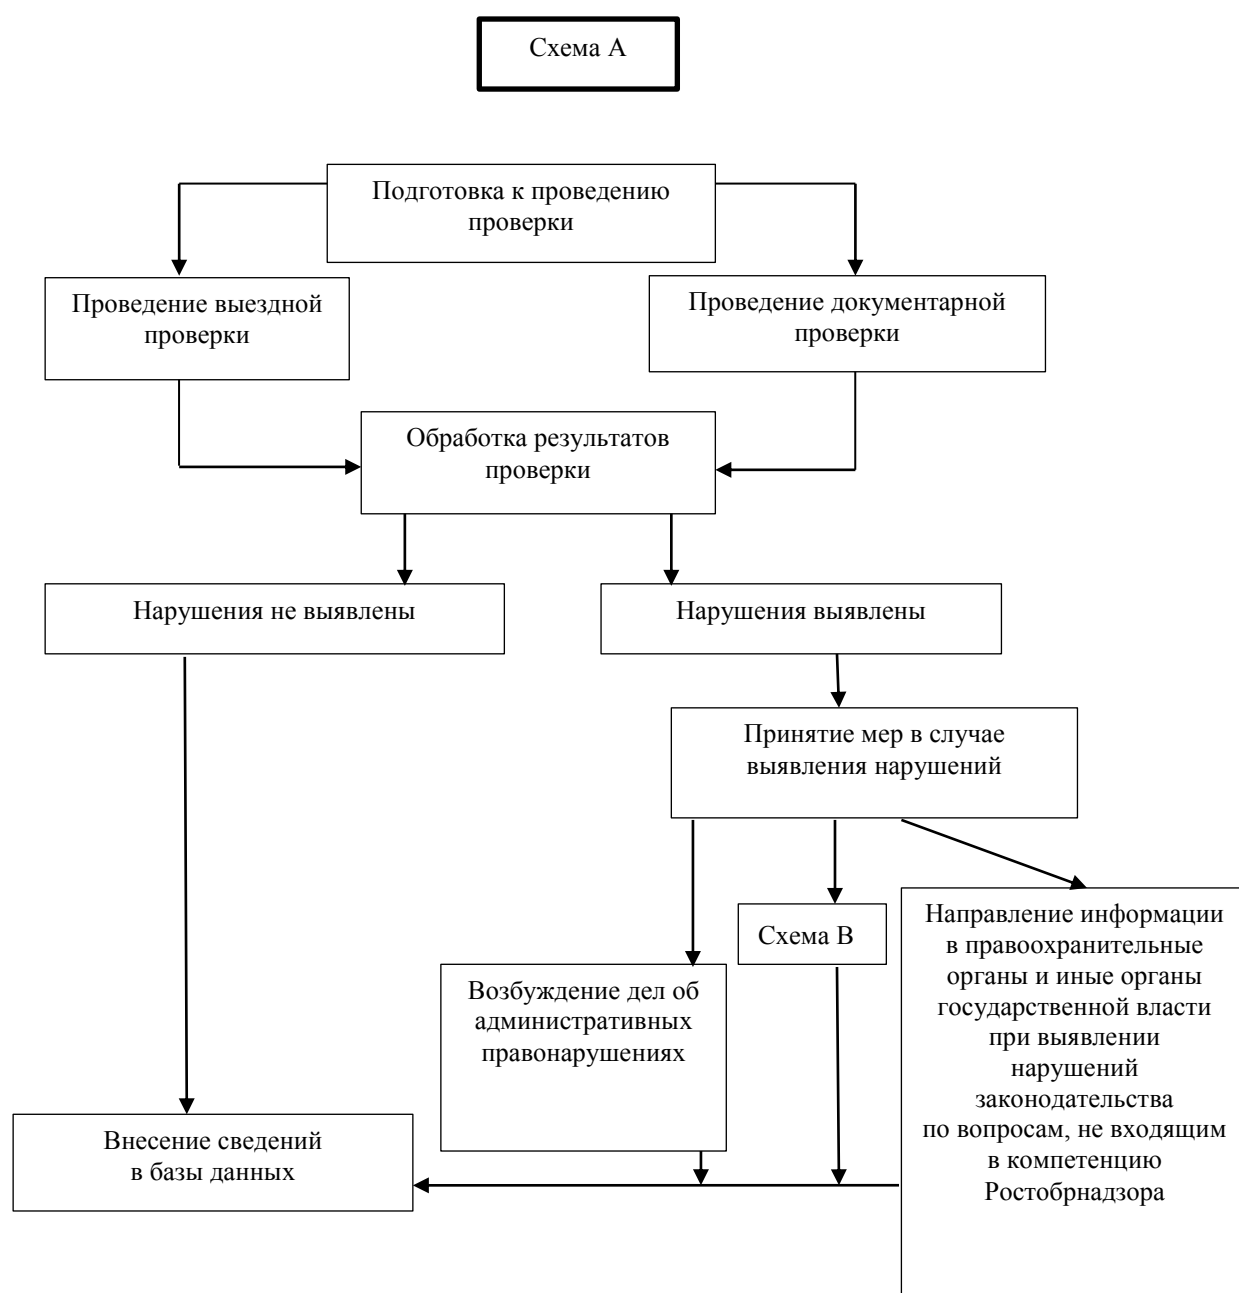 Схема А
Подготовка к проведению
проверки
Проведение выездной
проверки
Проведение документарной
проверки
Обработка результатов
проверки
Нарушения не выявлены
Нарушения выявлены
Принятие мер в случае
выявления нарушений
Схема В
Возбуждение дел об
административных
правонарушениях
Направление информации
в правоохранительные
органы и иные органы
государственной власти
при выявлении
нарушений
законодательства
по вопросам, не входящим
в компетенцию
Ростобрнадзора
Внесение сведений
в базы данных